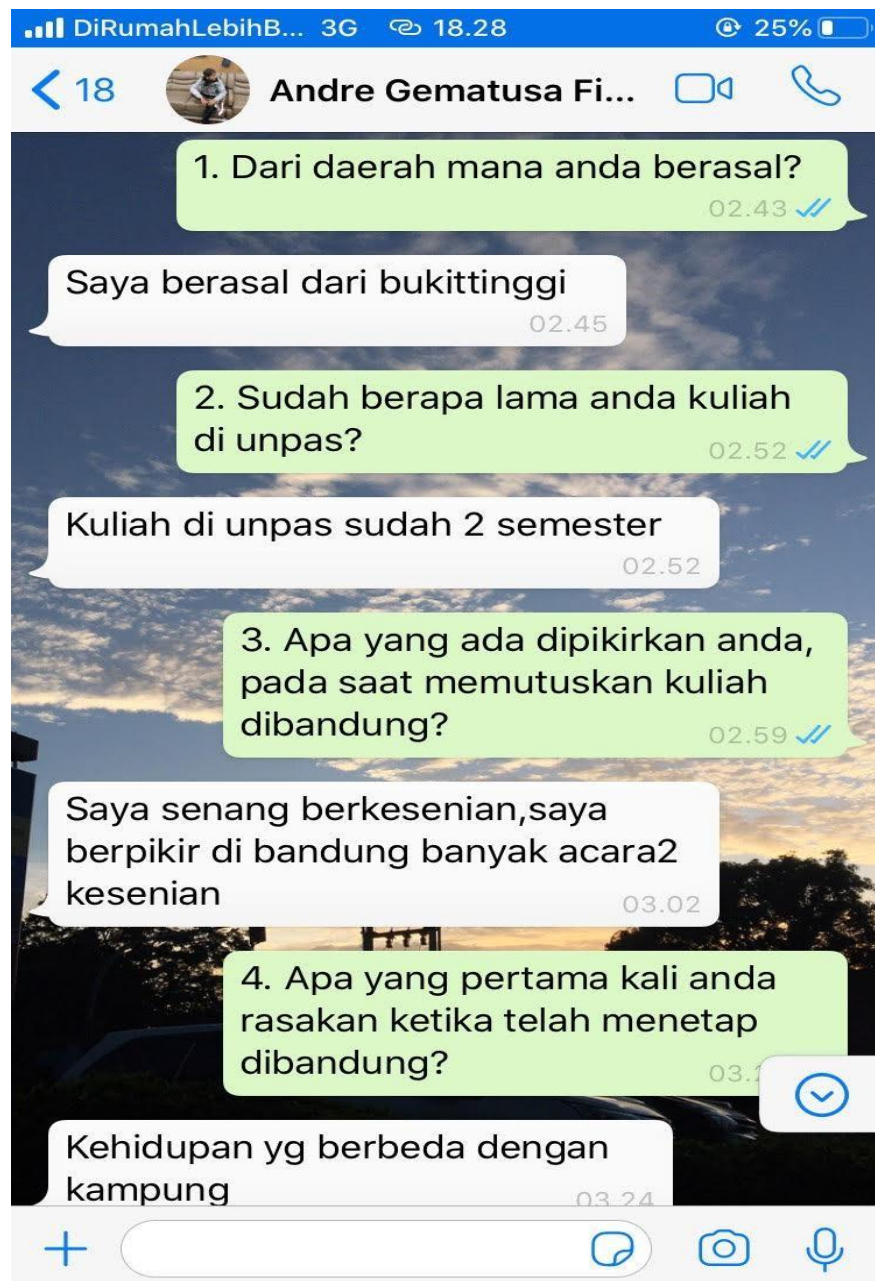 DiRumahLebihB... 3G 18.28 25%
18 Andre Gematusa Fi...
1. Dari daerah mana anda berasal?
02.43
Saya berasal dari bukittinggi
02.45
2. Sudah berapa lama anda kuliah
di unpas?
02.52
Kuliah di unpas sudah 2 semester
02.52
3. Apa yang ada dipikirkan anda,
pada saat memutuskan kuliah
dibandung?
02.59
Saya senang berkesenian,saya
berpikir di bandung banyak acara2
kesenian
03.02
4. Apa yang pertama kali anda
rasakan ketika telah menetap
dibandung?
Kehidupan yg berbeda dengan
kampung
03.24